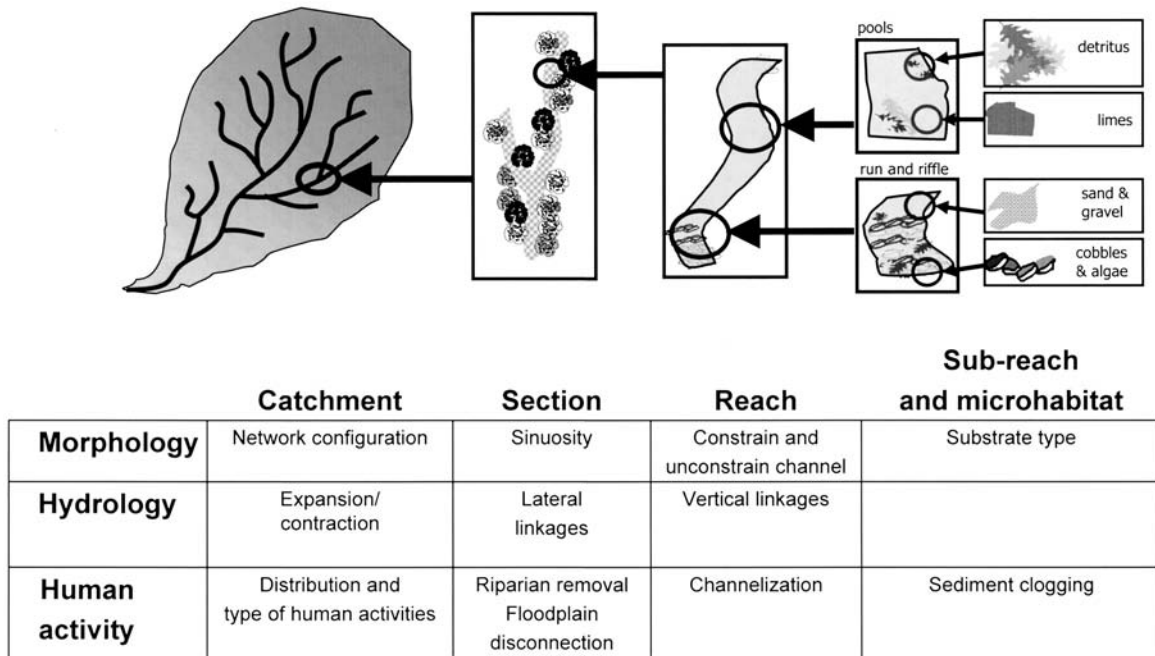 pools
detritus
limes
run and riffle
sand &
gravel
cobbles
& algae
Catchment
Section
Reach
Sub-reach
and microhabitat
Morphology
Network configuration
Sinuosity
Constrain and
unconstrain channel
Substrate type
Hydrology
Expansion/
contraction
Lateral
linkages
Vertical linkages
Human
activity
Distribution and
type of human activities
Riparian removal
Floodplain
disconnection
Channelization
Sediment clogging